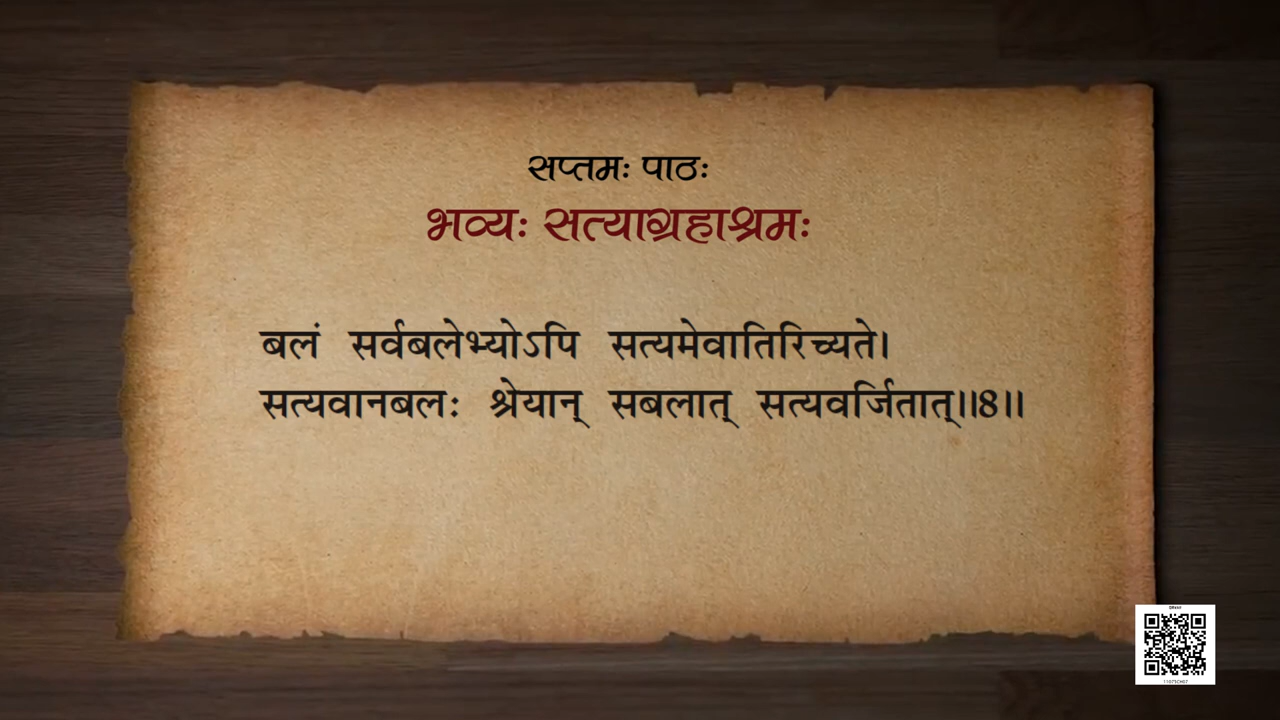 सप्तमः पाठः
भव्यः सत्याग्रहाश्रमः
बलं सर्वबलेभ्योऽपि सत्यमेवातिरिच्यते।
सत्यवानबलः श्रेयान् सबलात् सत्यवर्जितात्॥8॥